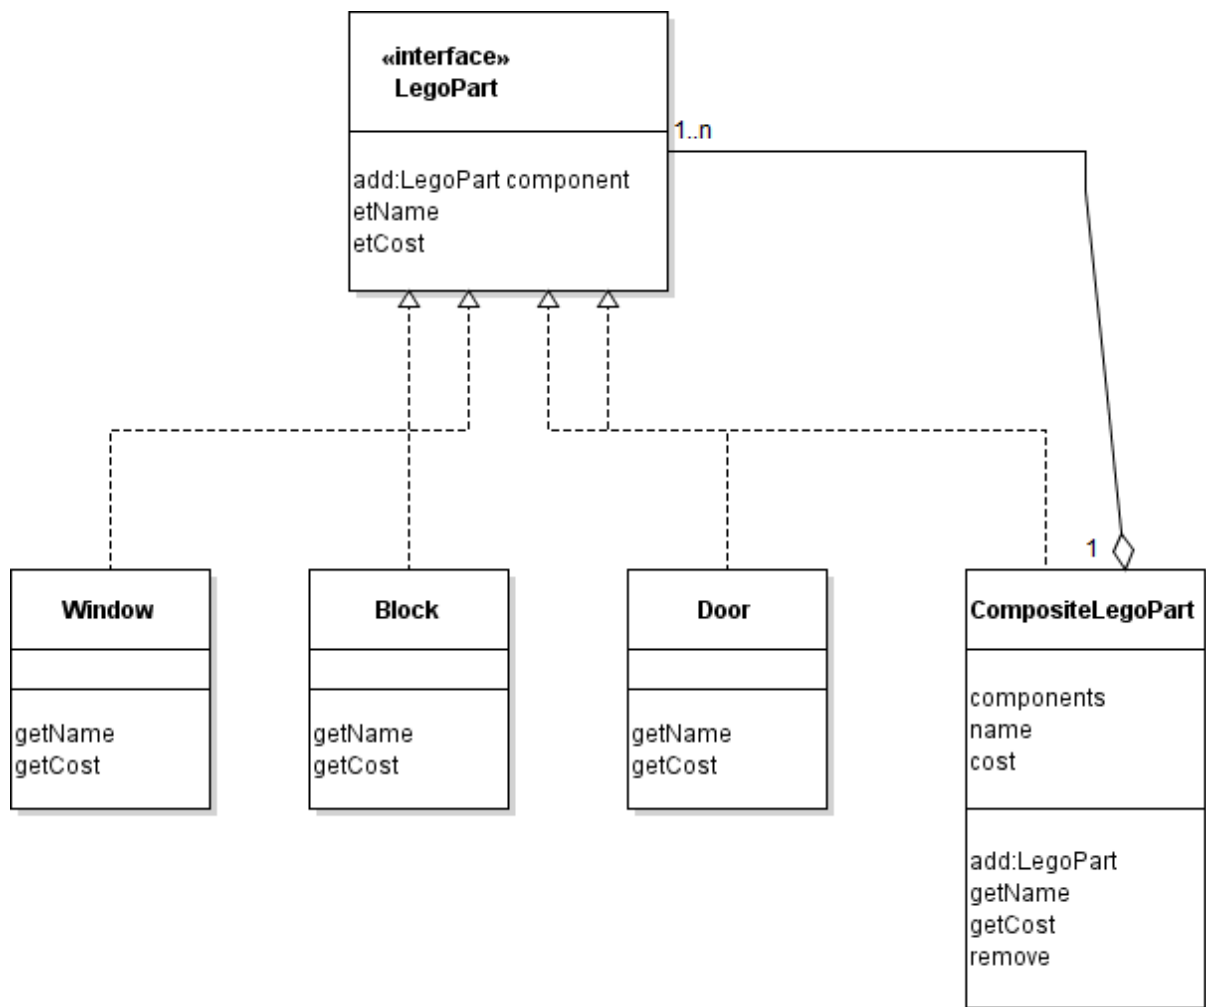 «interface»
LegoPart
1..n
add:LegoPart component
etName
etCost
1
Window
Block
Door
CompositeLegoPart
getName
getCost
getName
getCost
getName
getCost
components
name
cost
add:LegoPart
getName
getCost
remove